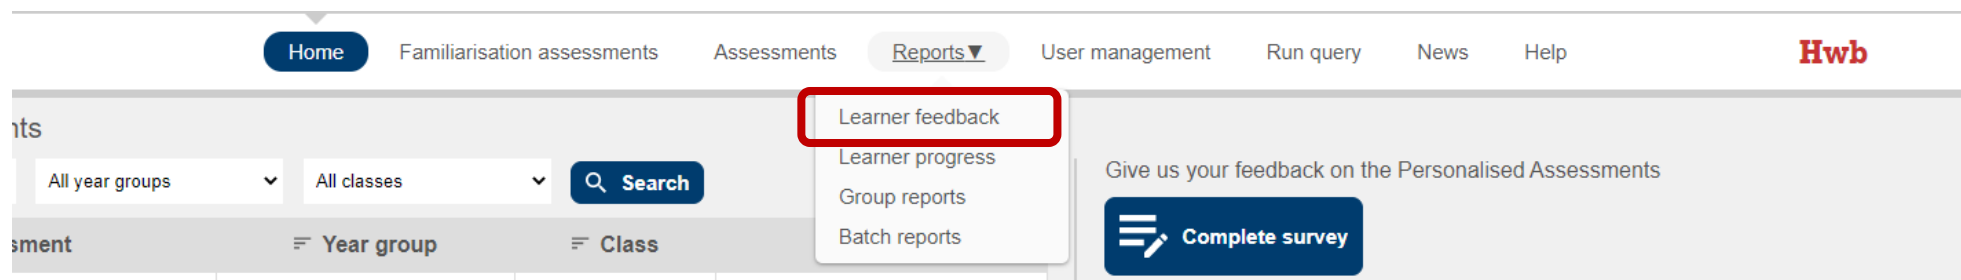 Home Familiarisation assessments Assessments Reports▼ User management Run query News Help Hwb
Learner feedback
Learner progress
Group reports
Batch reports
All year groups All classes Search
Year group Class
Give us your feedback on the Personalised Assessments
Complete survey